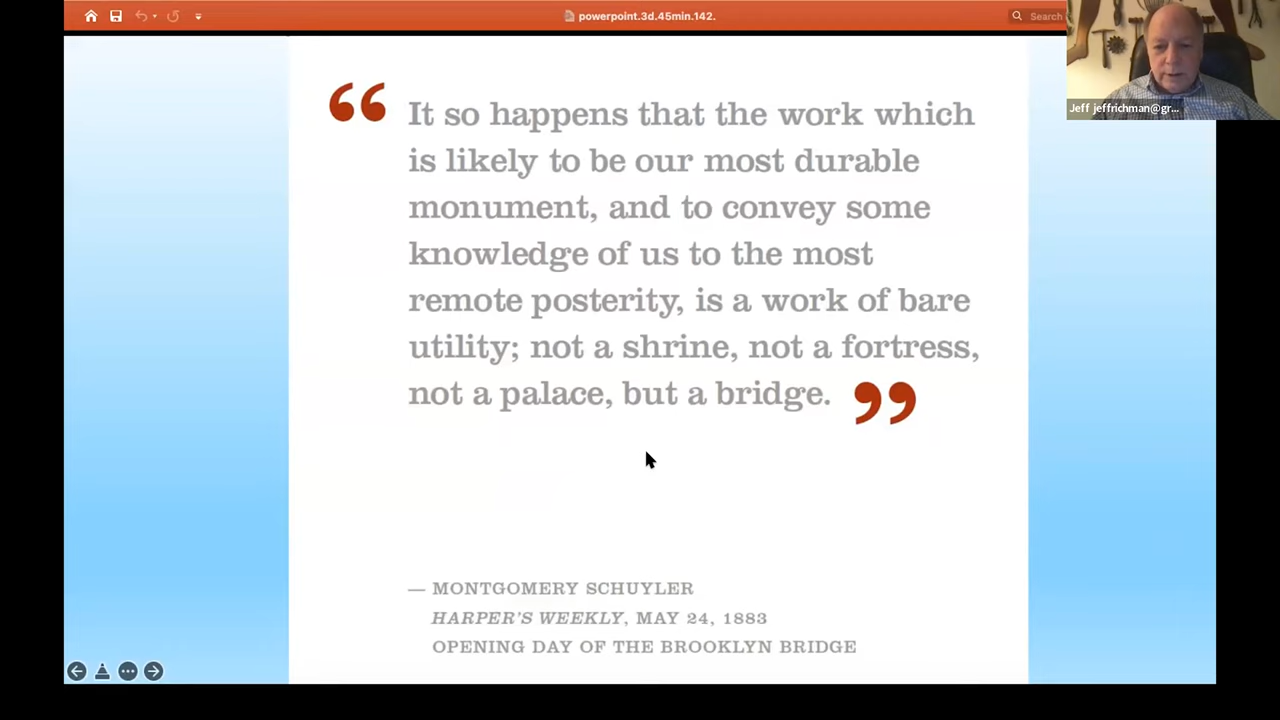 powerpoint.3d.45min.142.
Search
Jeff jeffrichman@gr...
“It so happens that the work which
is likely to be our most durable
monument, and to convey some
knowledge of us to the most
remote posterity, is a work of bare
utility; not a shrine, not a fortress,
not a palace, but a bridge.”
— MONTGOMERY SCHUYLER
HARPER’S WEEKLY, MAY 24, 1883
OPENING DAY OF THE BROOKLYN BRIDGE